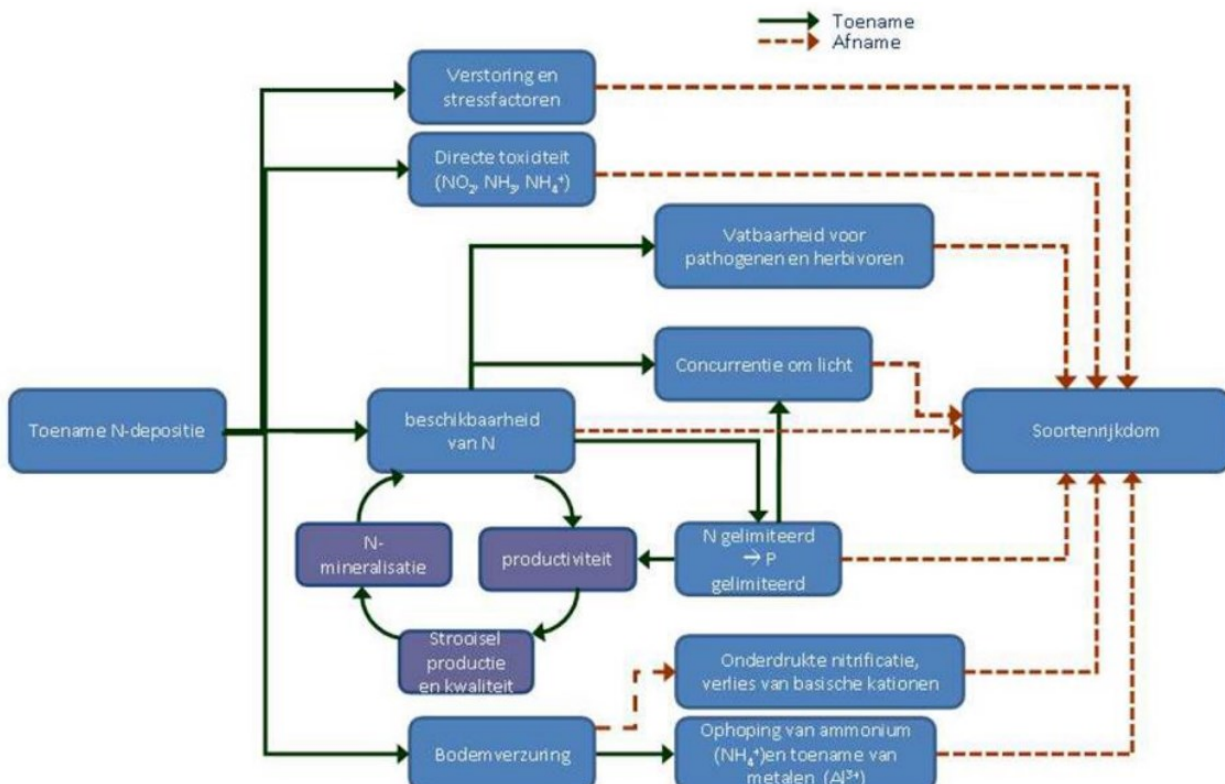 Toename
Afname
Verstoring en
stressfactoren
Directe toxiciteit
(NO₂, NH₃, NH₄⁺)
Vatbaarheid voor
pathogenen en herbivoren
Concurrentie om licht
Toename N-depositie
beschikbaarheid
van N
Soortenrijkdom
N-
mineralisatie
productiviteit
N gelimiteerd
→ P
gelimiteerd
Strooisel
productie
en kwaliteit
Onderdrukte nitrificatie,
verlies van basische kationen
Bodemverzuring
Ophoping van ammonium
(NH₄⁺)en toename van
metalen (Al³⁺)